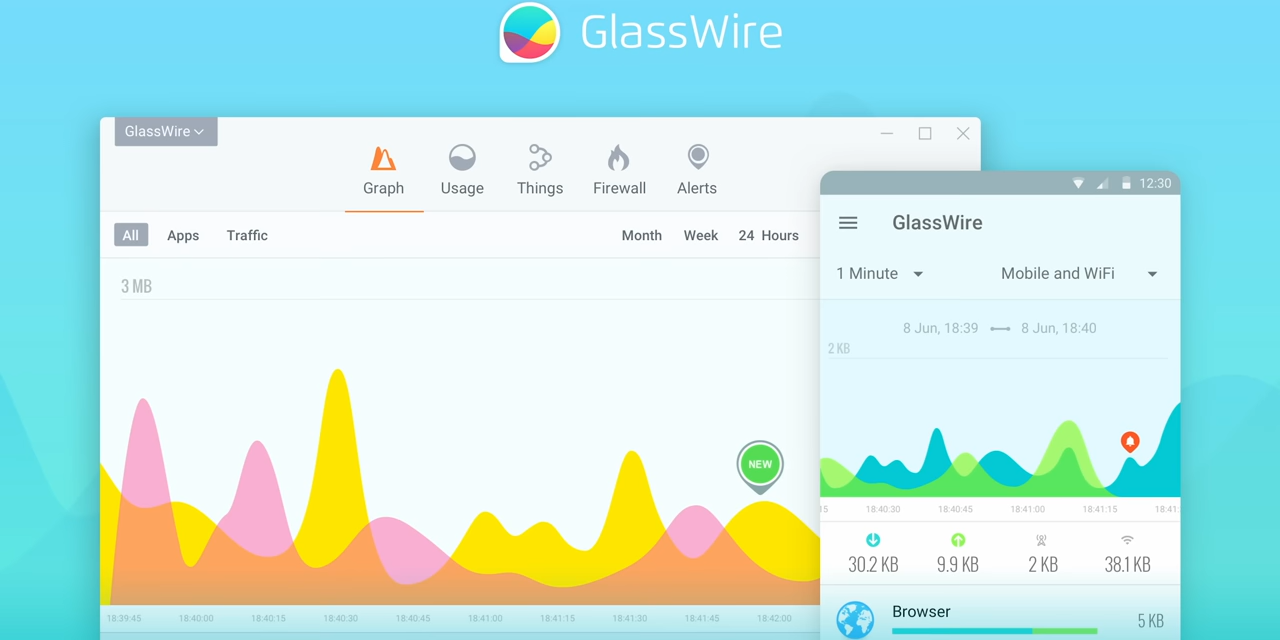 GlassWire
GlassWire
Graph Usage Things Firewall Alerts
All Apps Traffic Month Week 24 Hours
3 MB
NEW
18:39:45 18:40:00 18:40:15 18:40:30 18:40:45 18:41:00 18:41:15 18:41:30 18:41:45 18:42:00
12:30
GlassWire
1 Minute Mobile and WiFi
8 Jun, 18:39 8 Jun, 18:40
2 KB
15 18:40:30 18:40:45 18:41:00 18:41:15 18:41:
30.2 KB 9.9 KB 2 KB 38.1 KB
Browser 5 KB